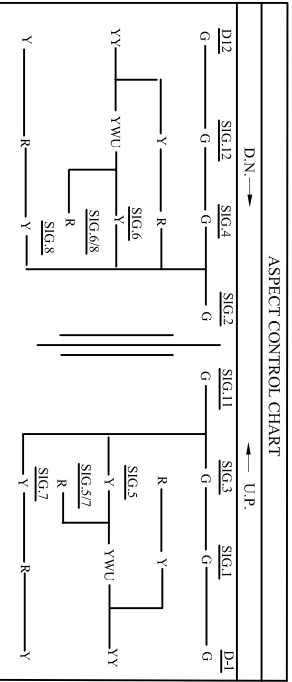 ASPECT CONTROL CHART
D.N. → ← U.P.
D12 SIG.12 SIG.4 SIG.2 SIG.11 SIG.3 SIG.1 D-1
G G G G G G G G
Y R R Y
SIG.6 SIG.5
YY YWU Y Y YWU YY
SIG.6/8 SIG.5/7
R R
SIG.8 SIG.7
Y R Y Y R Y